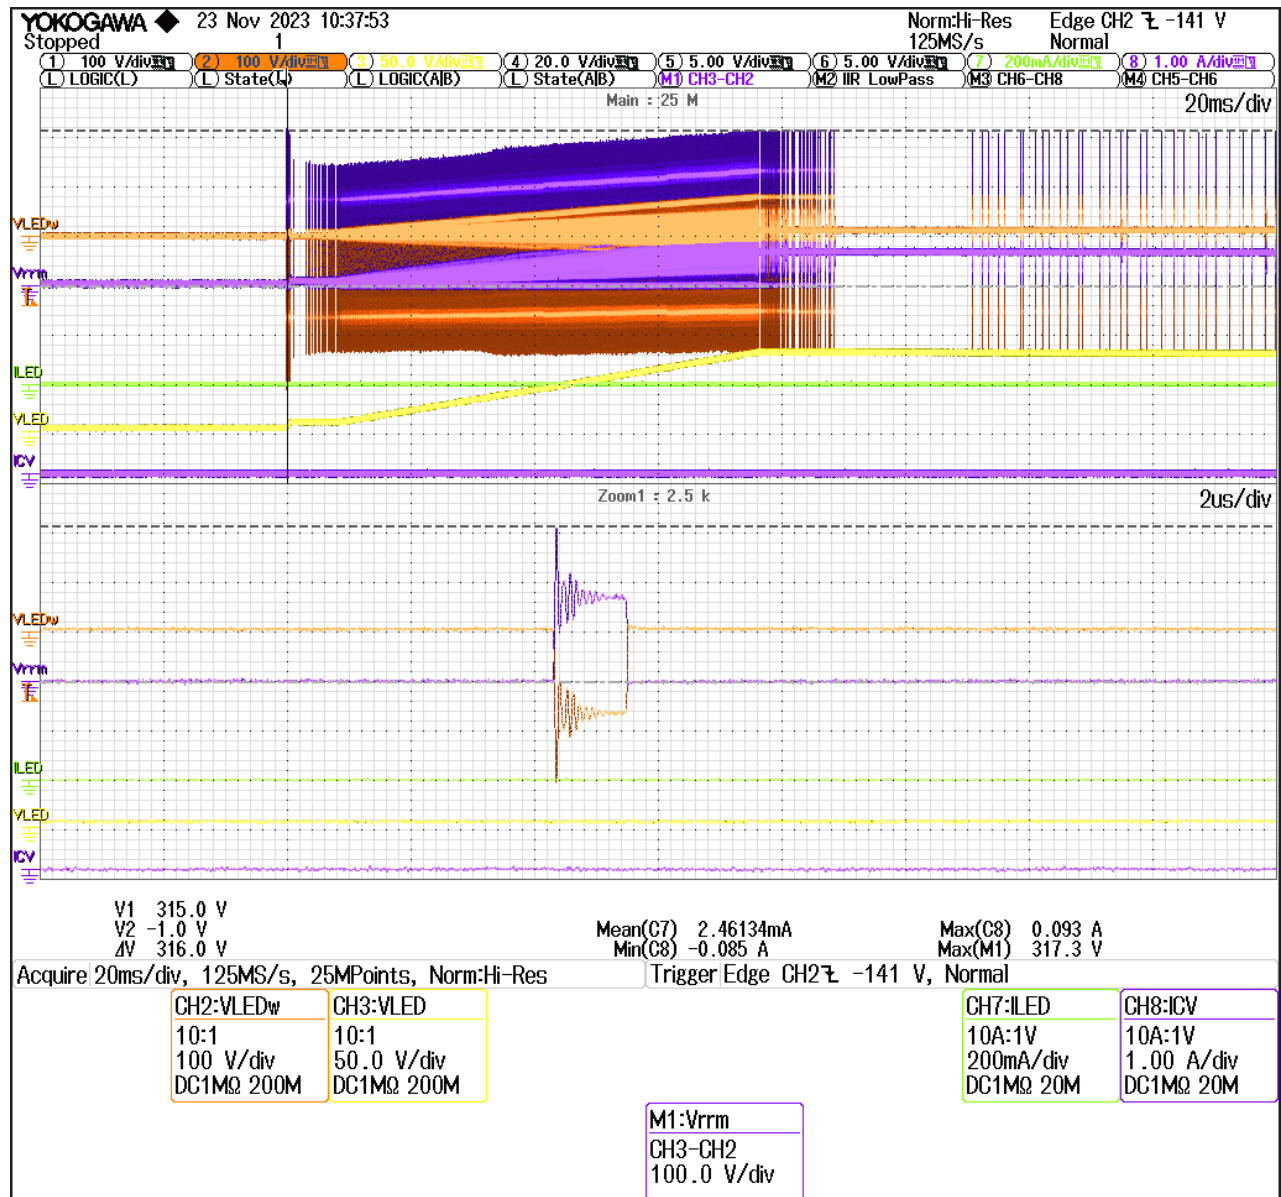 YOKOGAWA ◆ 23 Nov 2023 10:37:53 Norm:Hi-Res Edge CH2 -141 V
Stopped 1 125MS/s Normal
1 100 V/div 2 100 V/div 3 50.0 V/div 4 20.0 V/div 5 5.00 V/div 6 5.00 V/div 7 200mA/div 8 1.00 A/div
L LOGIC(L) L State(L) L LOGIC(A|B) L State(A|B) M1 CH3-CH2 M2 IIR LowPass M3 CH6-CH8 M4 CH5-CH6
Main : 25 M 20ms/div
VLEDw
Vrrm
ILED
VLED
ICV
Zoom1 : 2.5 k 2us/div
VLEDw
Vrrm
ILED
VLED
ICV
V1 315.0 V
V2 -1.0 V Mean(C7) 2.46134mA Max(C8) 0.093 A
ΔV 316.0 V Min(C8) -0.085 A Max(M1) 317.3 V
Acquire 20ms/div, 125MS/s, 25MPoints, Norm:Hi-Res Trigger Edge CH2 -141 V, Normal
CH2:VLEDw CH3:VLED CH7:ILED CH8:ICV
10:1 10:1 10A:1V 10A:1V
100 V/div 50.0 V/div 200mA/div 1.00 A/div
DC1MΩ 200M DC1MΩ 200M DC1MΩ 20M DC1MΩ 20M
M1:Vrrm
CH3-CH2
100.0 V/div